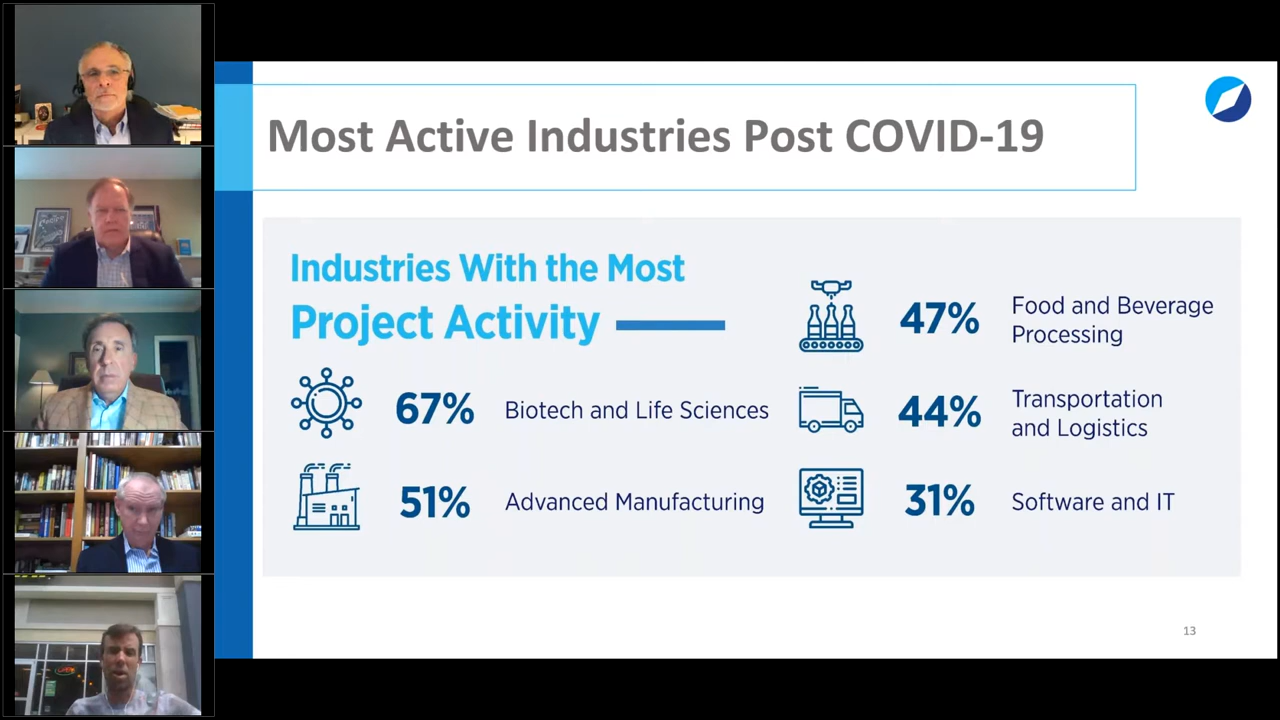 Most Active Industries Post COVID-19
Industries With the Most
Project Activity
67%
Biotech and Life Sciences
51%
Advanced Manufacturing
47%
Food and Beverage
Processing
44%
Transportation
and Logistics
31%
Software and IT
13